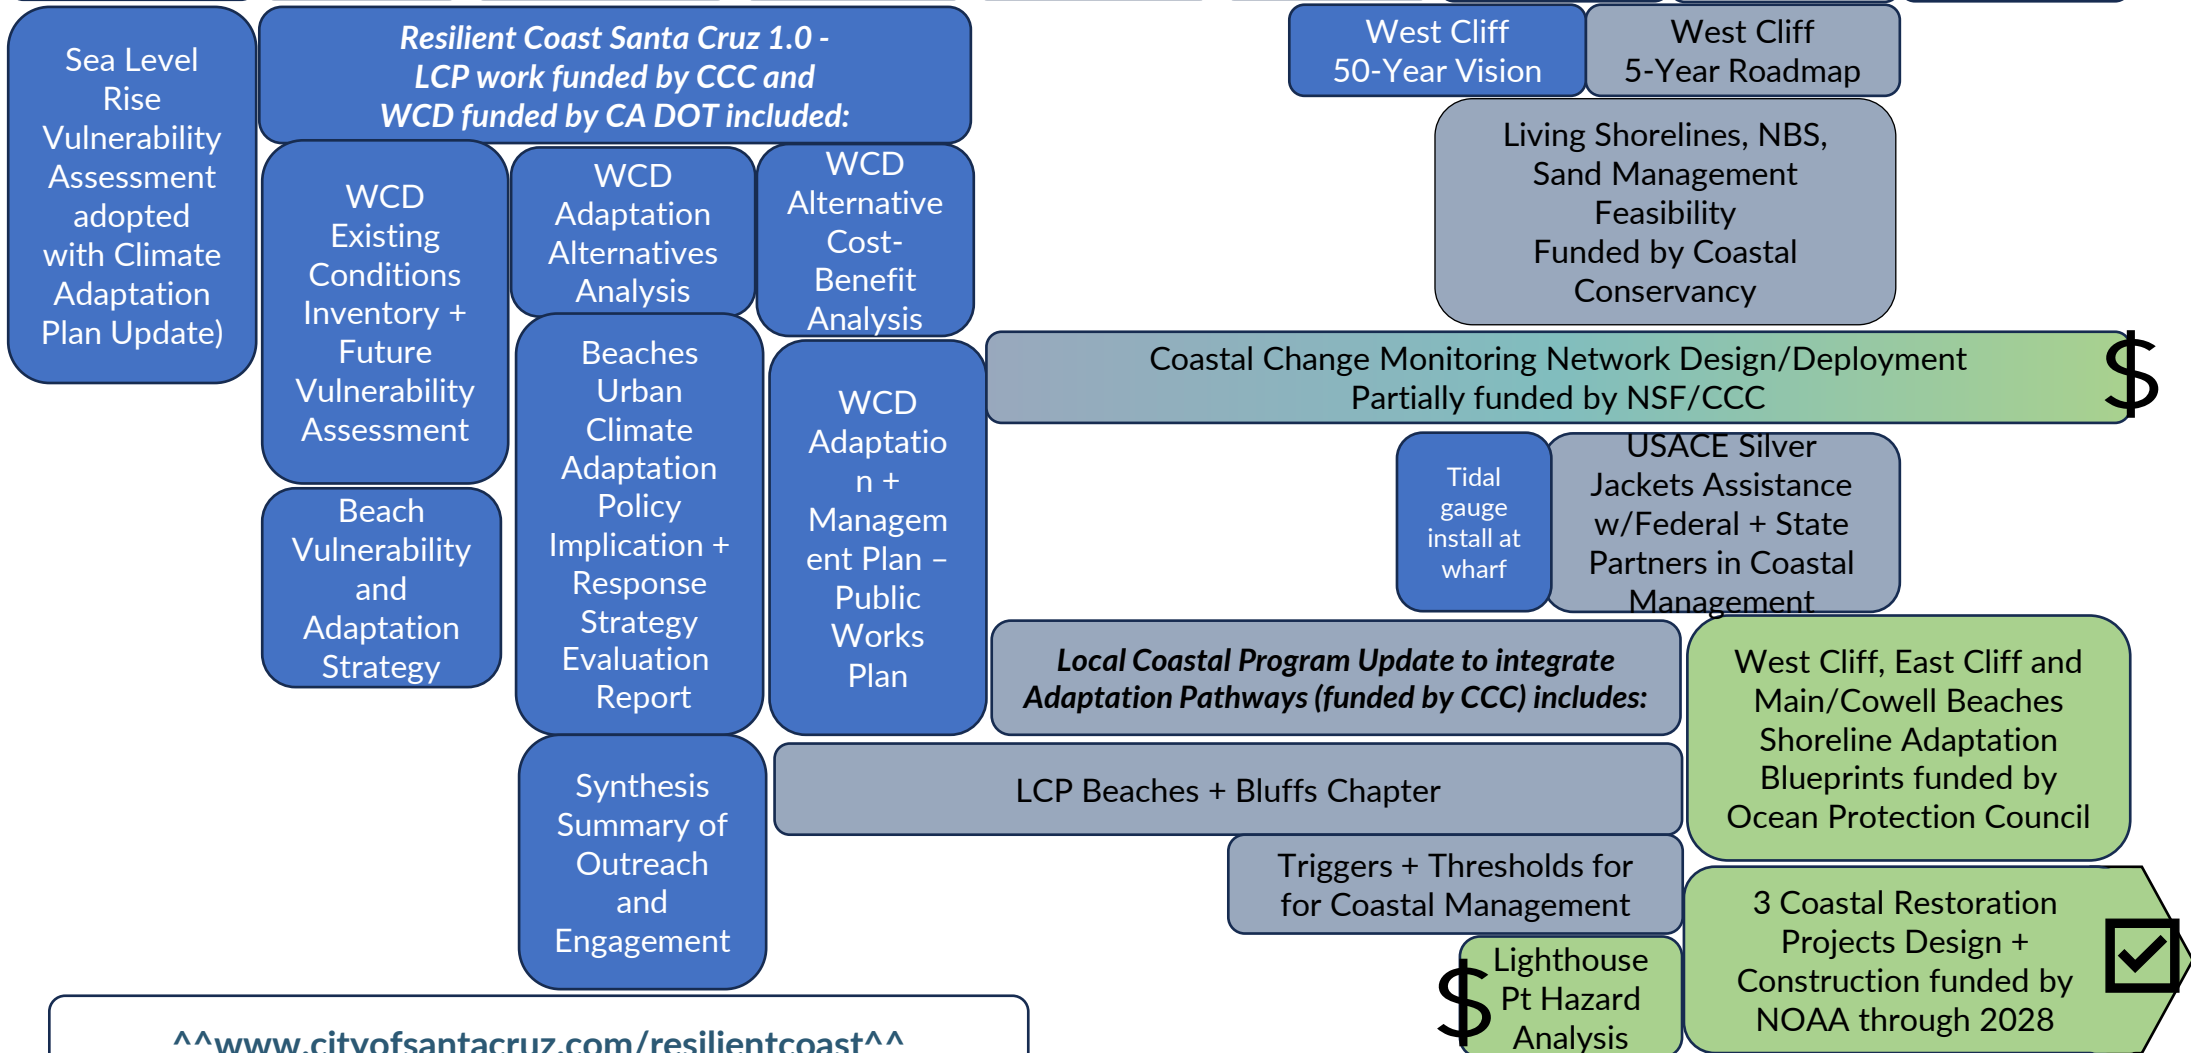 Sea Level
Rise
Vulnerability
Assessment
adopted
with Climate
Adaptation
Plan Update)
Resilient Coast Santa Cruz 1.0 -
LCP work funded by CCC and
WCD funded by CA DOT included:
WCD
Existing
Conditions
Inventory +
Future
Vulnerability
Assessment
Beach
Vulnerability
and
Adaptation
Strategy
WCD
Adaptation
Alternatives
Analysis
Beaches
Urban
Climate
Adaptation
Policy
Implication +
Response
Strategy
Evaluation
Report
Synthesis
Summary of
Outreach
and
Engagement
WCD
Alternative
Cost-
Benefit
Analysis
WCD
Adaptatio
n +
Managem
ent Plan –
Public
Works
Plan
West Cliff
50-Year Vision
West Cliff
5-Year Roadmap
Living Shorelines, NBS,
Sand Management
Feasibility
Funded by Coastal
Conservancy
Coastal Change Monitoring Network Design/Deployment
Partially funded by NSF/CCC
$
Tidal
gauge
install at
wharf
USACE Silver
Jackets Assistance
w/Federal + State
Partners in Coastal
Management
Local Coastal Program Update to integrate
Adaptation Pathways (funded by CCC) includes:
LCP Beaches + Bluffs Chapter
Triggers + Thresholds for
for Coastal Management
$
Lighthouse
Pt Hazard
Analysis
West Cliff, East Cliff and
Main/Cowell Beaches
Shoreline Adaptation
Blueprints funded by
Ocean Protection Council
3 Coastal Restoration
Projects Design +
Construction funded by
NOAA through 2028
^^www.cityofsantacruz.com/resilientcoast^^